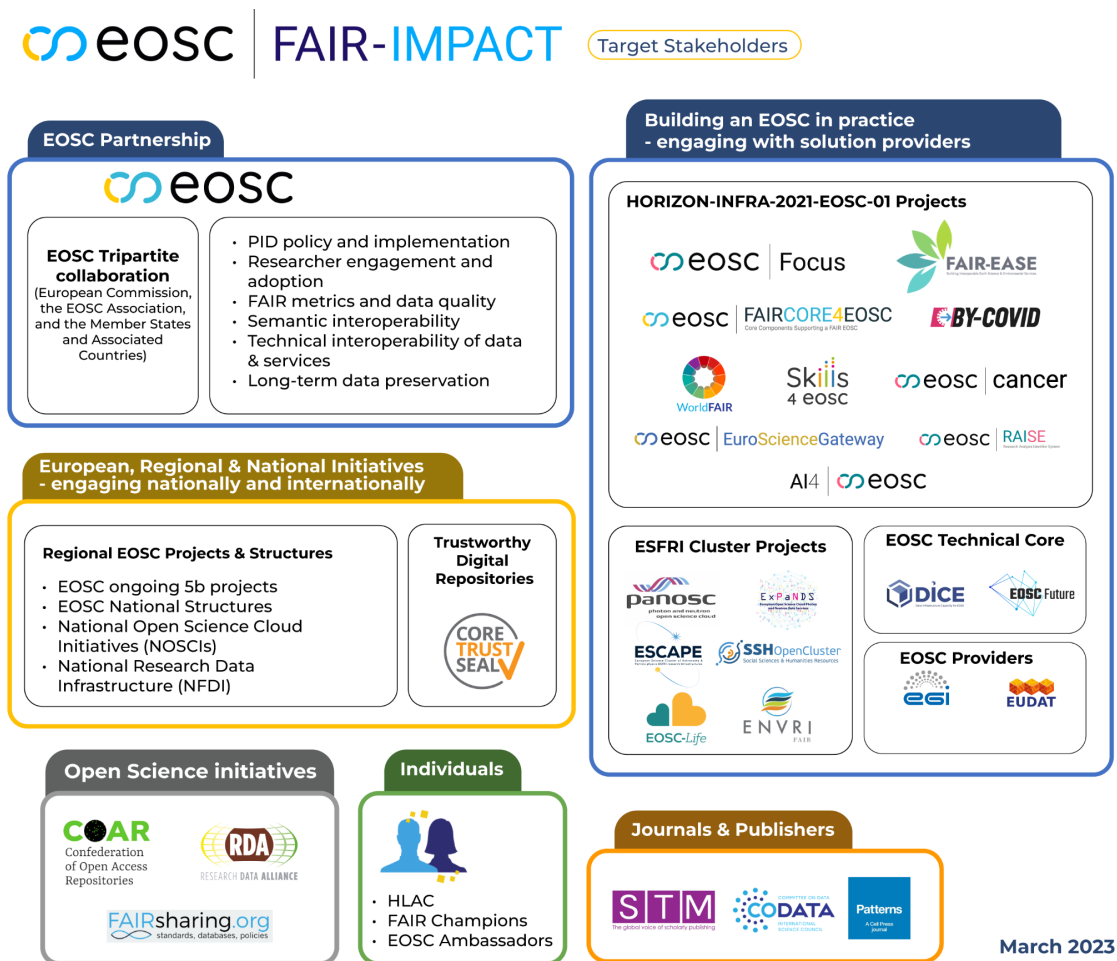 eosc FAIR-IMPACT Target Stakeholders
EOSC Partnership
eosc
EOSC Tripartite
collaboration
(European Commission,
the EOSC Association,
and the Member States
and Associated
Countries)
• PID policy and implementation
• Researcher engagement and
adoption
• FAIR metrics and data quality
• Semantic interoperability
• Technical interoperability of data
& services
• Long-term data preservation
Building an EOSC in practice
- engaging with solution providers
HORIZON-INFRA-2021-EOSC-01 Projects
eosc Focus
FAIR-EASE
eosc FAIRCORE4EOSC
Core Components Supporting a FAIR EOSC
BY-COVID
WorldFAIR
Skills
4 eosc
eosc cancer
eosc EuroScienceGateway
eosc RAISE
AI4 eosc
European, Regional & National Initiatives
- engaging nationally and internationally
Regional EOSC Projects & Structures
• EOSC ongoing 5b projects
• EOSC National Structures
• National Open Science Cloud
Initiatives (NOSCIs)
• National Research Data
Infrastructure (NFDI)
Trustworthy
Digital
Repositories
CORE
TRUST
SEAL
ESFRI Cluster Projects
panosc
photon and neutron
open science cloud
ExPaNDS
ESCAPE
SSHOpenCluster
Social Sciences & Humanities Resources
EOSC-Life
ENVRI
FAIR
EOSC Technical Core
DICE
EOSC Future
EOSC Providers
egi
EUDAT
Open Science initiatives
COAR
Confederation
of Open Access
Repositories
RDA
RESEARCH DATA ALLIANCE
FAIRsharing.org
standards, databases, policies
Individuals
• HLAC
• FAIR Champions
• EOSC Ambassadors
Journals & Publishers
STM
The global voice of scholarly publishing
COMMITTEE ON DATA
CODATA
INTERNATIONAL
SCIENCE COUNCIL
Patterns
A Cell Press
journal
March 2023